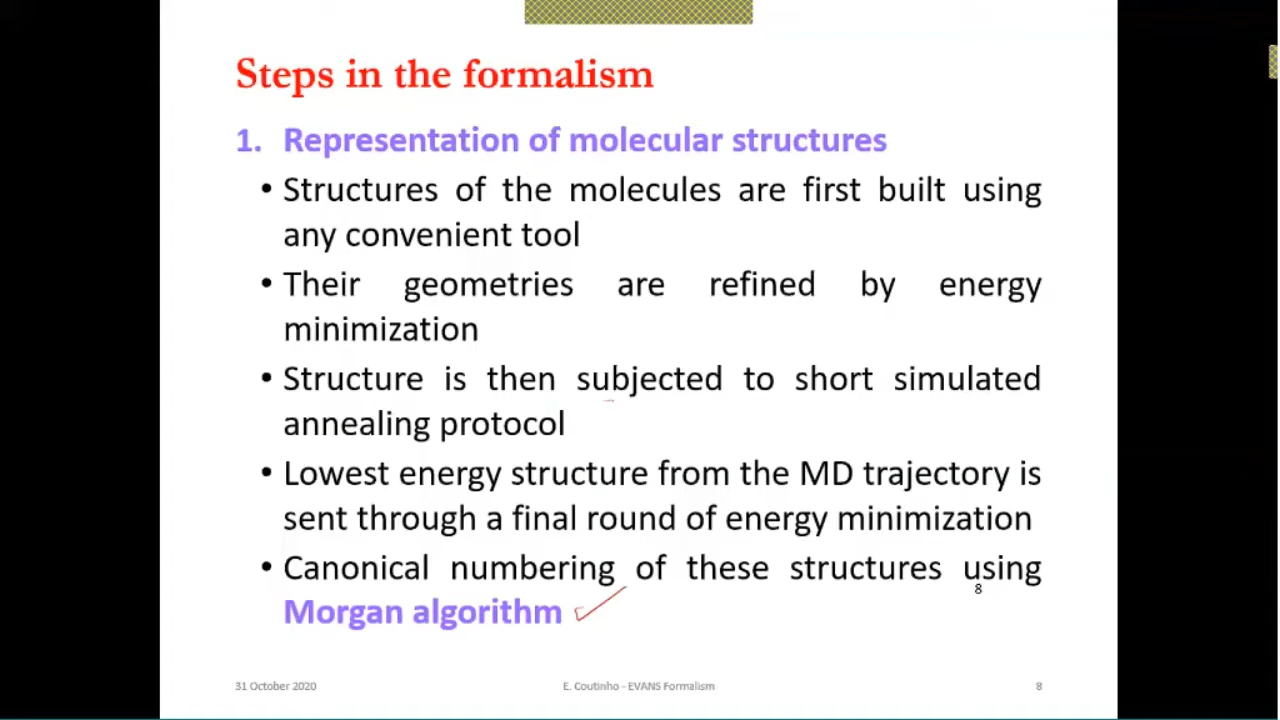 Steps in the formalism
1. Representation of molecular structures
• Structures of the molecules are first built using
any convenient tool
• Their geometries are refined by energy
minimization
• Structure is then subjected to short simulated
annealing protocol
• Lowest energy structure from the MD trajectory is
sent through a final round of energy minimization
• Canonical numbering of these structures using
8
Morgan algorithm
31 October 2020 E. Coutinho - EVANS Formalism 8